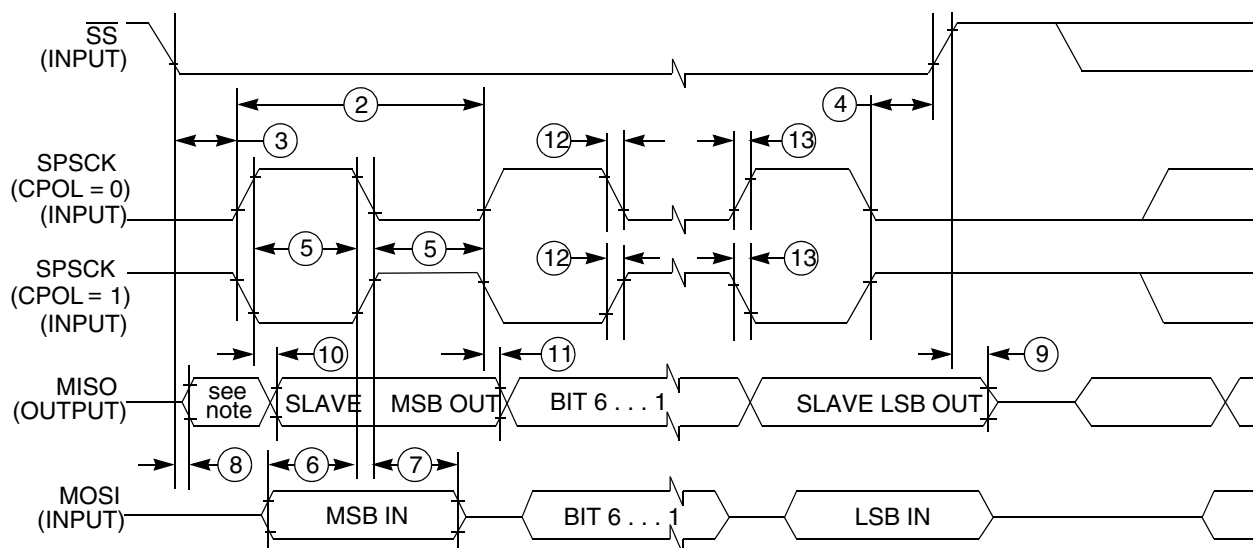 SS
(INPUT)
2
4
3
12
13
SPSCK
(CPOL = 0)
(INPUT)
5
5
12
13
SPSCK
(CPOL = 1)
(INPUT)
10
11
9
MISO
(OUTPUT)
see
note
SLAVE
MSB OUT
BIT 6 . . . 1
SLAVE LSB OUT
8
6
7
MOSI
(INPUT)
MSB IN
BIT 6 . . . 1
LSB IN